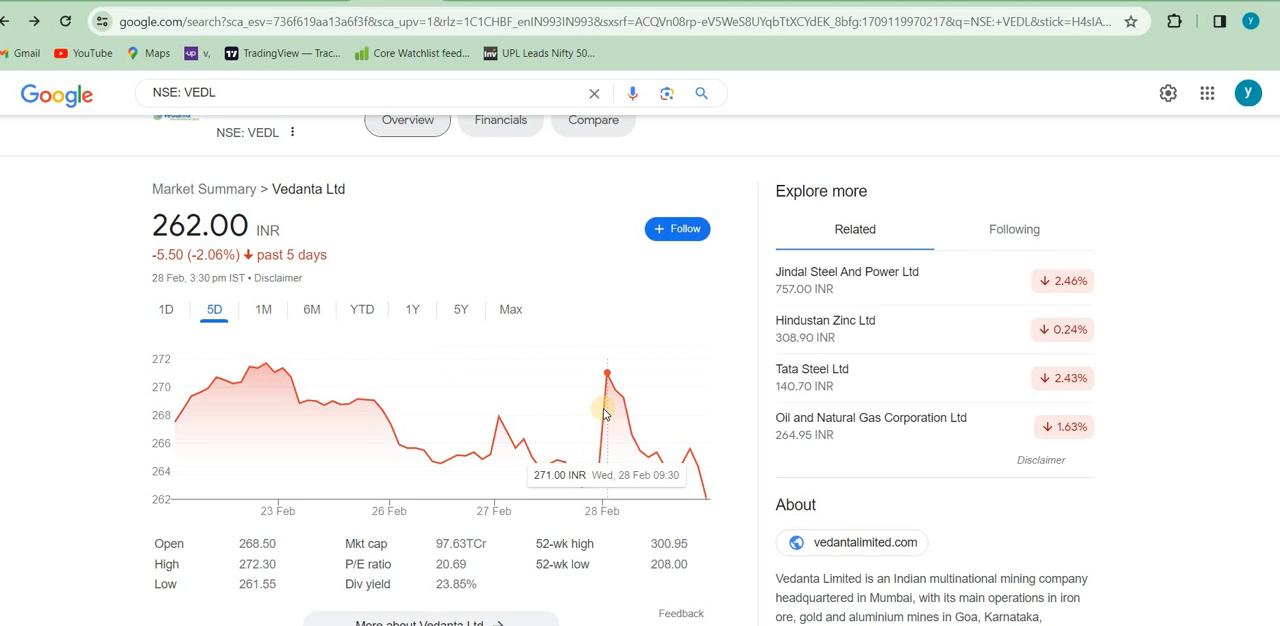 google.com/search?sca_esv=736f619aa13a6f3f&sca_upv=1&rlz=1C1CHBF_enIN993IN993&sxsrf=ACQVn08rp-eV5WeS8UYqbTtXCYdEK_8bfg:1709119970217&q=NSE:+VEDL&stick=H4sIA...
y
Gmail YouTube Maps up v, TradingView — Trac... Core Watchlist feed... inv UPL Leads Nifty 50...
Google NSE: VEDL y
NSE: VEDL Overview Financials Compare
Market Summary > Vedanta Ltd
262.00 INR
+ Follow
-5.50 (-2.06%) past 5 days
28 Feb, 3:30 pm IST • Disclaimer
1D 5D 1M 6M YTD 1Y 5Y Max
272
270
268
266
264
262
271.00 INR Wed, 28 Feb 09:30
23 Feb 26 Feb 27 Feb 28 Feb
Open 268.50 Mkt cap 97.63TCr 52-wk high 300.95
High 272.30 P/E ratio 20.69 52-wk low 208.00
Low 261.55 Div yield 23.85%
Feedback
More about Vedanta Ltd
Explore more
Related Following
Jindal Steel And Power Ltd
757.00 INR
2.46%
Hindustan Zinc Ltd
308.90 INR
0.24%
Tata Steel Ltd
140.70 INR
2.43%
Oil and Natural Gas Corporation Ltd
264.95 INR
1.63%
Disclaimer
About
vedantalimited.com
Vedanta Limited is an Indian multinational mining company
headquartered in Mumbai, with its main operations in iron
ore, gold and aluminium mines in Goa, Karnataka,